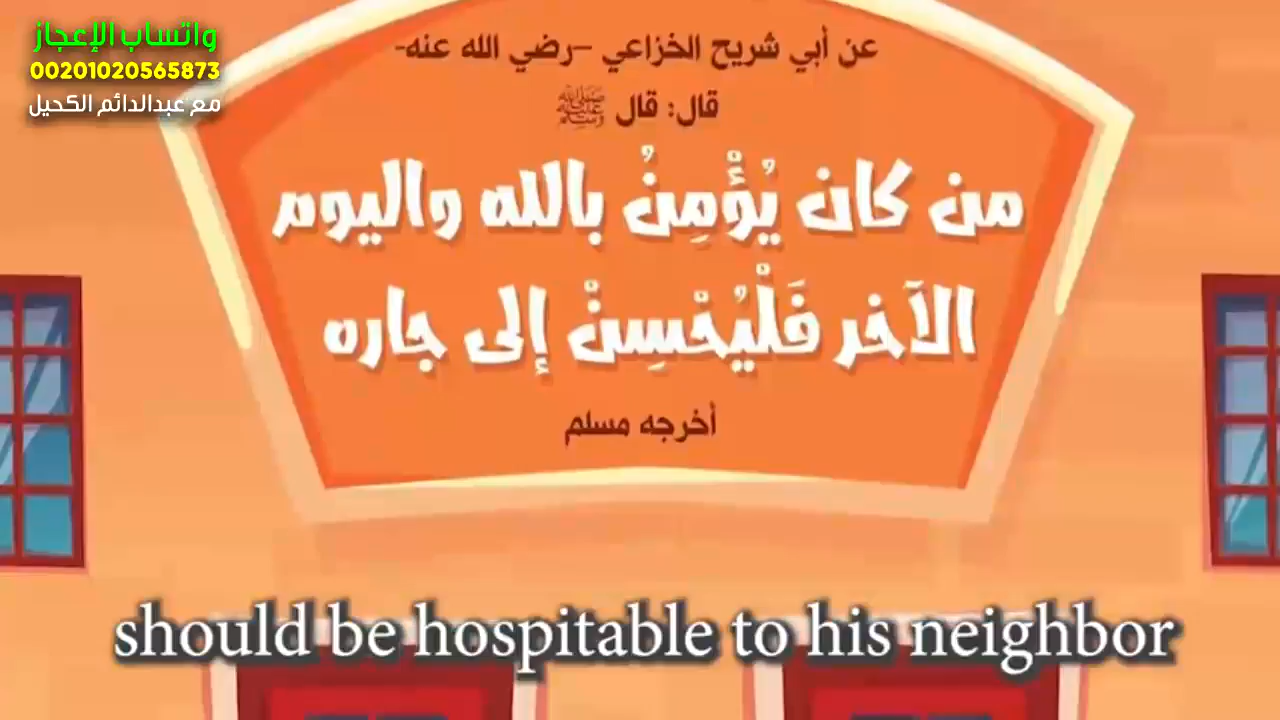 واتساب الإعجاز
00201020565873
مع عبدالدائم الكحيل
عن أبي شريح الخزاعي -رضي الله عنه-
قال: قال ﷺ
من كان يُؤْمِنُ بالله واليوم
الآخر فَلْيُحْسِنْ إلى جاره
أخرجه مسلم
should be hospitable to his neighbor